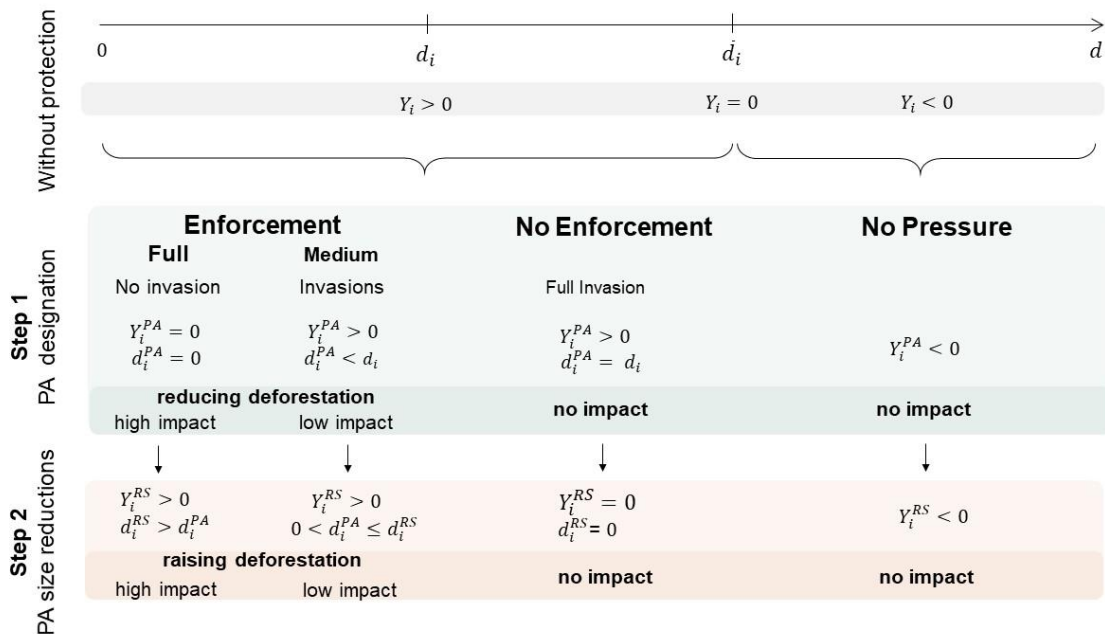 0 d_i ḋ_i d
Without protection
Y_i > 0 Y_i = 0 Y_i < 0
Step 1
PA designation
Enforcement No Enforcement No Pressure
Full Medium
No invasion Invasions Full Invasion
Y_i^{PA} = 0 Y_i^{PA} > 0 Y_i^{PA} > 0 Y_i^{PA} < 0
d_i^{PA} = 0 d_i^{PA} < d_i d_i^{PA} = d_i
reducing deforestation no impact no impact
high impact low impact
Step 2
PA size reductions
Y_i^{RS} > 0 Y_i^{RS} > 0 Y_i^{RS} = 0 Y_i^{RS} < 0
d_i^{RS} > d_i^{PA} 0 < d_i^{PA} ≤ d_i^{RS} d_i^{RS} = 0
raising deforestation no impact no impact
high impact low impact